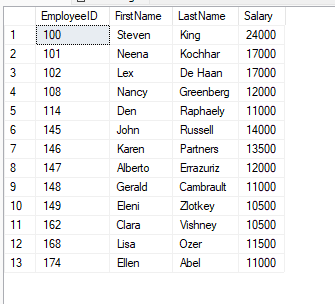 EmployeeID FirstName LastName Salary
1 100 Steven King 24000
2 101 Neena Kochhar 17000
3 102 Lex De Haan 17000
4 108 Nancy Greenberg 12000
5 114 Den Raphaely 11000
6 145 John Russell 14000
7 146 Karen Partners 13500
8 147 Alberto Errazuriz 12000
9 148 Gerald Cambrault 11000
10 149 Eleni Zlotkey 10500
11 162 Clara Vishney 10500
12 168 Lisa Ozer 11500
13 174 Ellen Abel 11000